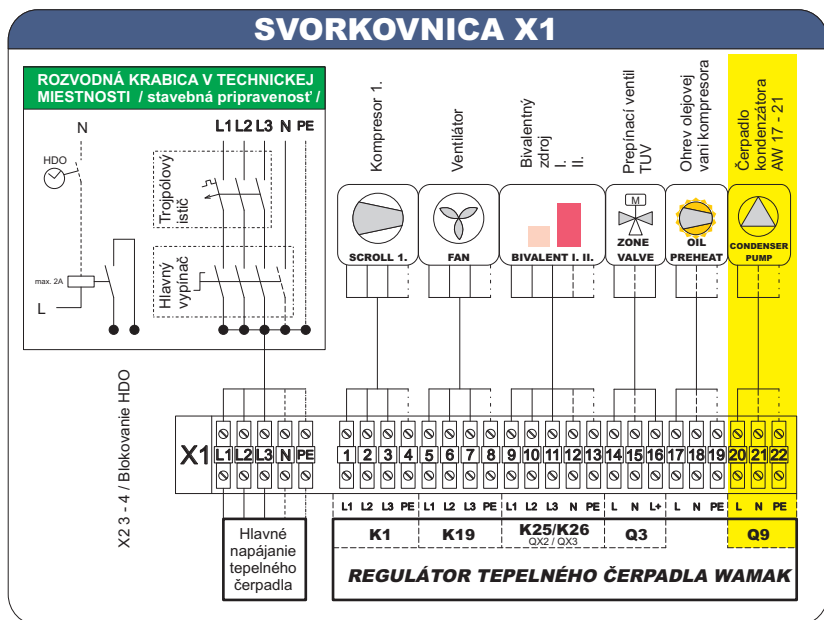 SVORKOVNICA X1
ROZVODNÁ KRABICA V TECHNICKEJ
MIESTNOSTI / stavebná pripravenosť /
N
L1 L2 L3 N PE
HDO
Trojpólový
istič
max. 2A
L
Hlavný
vypínač
X2 3 - 4 / Blokovanie HDO
Kompresor 1.
Ventilátor
Bivalentný
zdroj
I.
II.
Prepínací ventil
TUV
Ohrev olejovej
vani kompresora
Čerpadlo
kondenzátora
AW 17 - 21
SCROLL 1.
FAN
BIVALENT I. II.
M
ZONE
VALVE
OIL
PREHEAT
CONDENSER
PUMP
X1 L1 L2 L3 N PE 1 2 3 4 5 6 7 8 9 10 11 12 13 14 15 16 17 18 19 20 21 22
L1 L2 L3 PE L1 L2 L3 PE L1 L2 L3 N PE L N L+ L N PE L N PE
K1 K19 K25/K26 Q3 Q9
QX2 / QX3
Hlavné
napájanie
tepelného
čerpadla
REGULÁTOR TEPELNÉHO ČERPADLA WAMAK